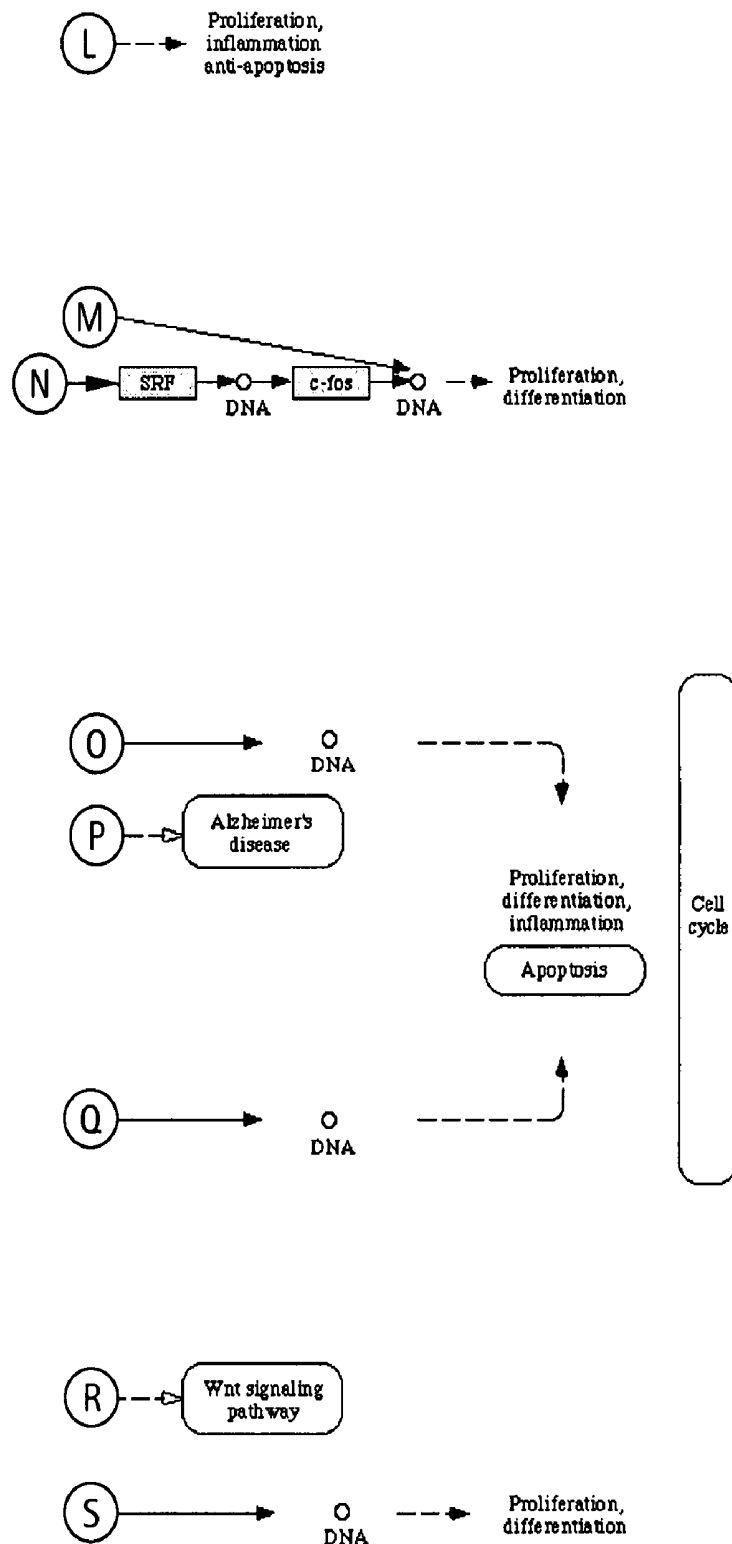 L
Proliferation,
inflammation
anti-apoptosis
M
N
SRF
DNA
c-fos
DNA
Proliferation,
differentiation
O
DNA
P
Alzheimer's
disease
Proliferation,
differentiation,
inflammation
Apoptosis
Cell
cycle
Q
DNA
R
Wnt signaling
pathway
S
DNA
Proliferation,
differentiation